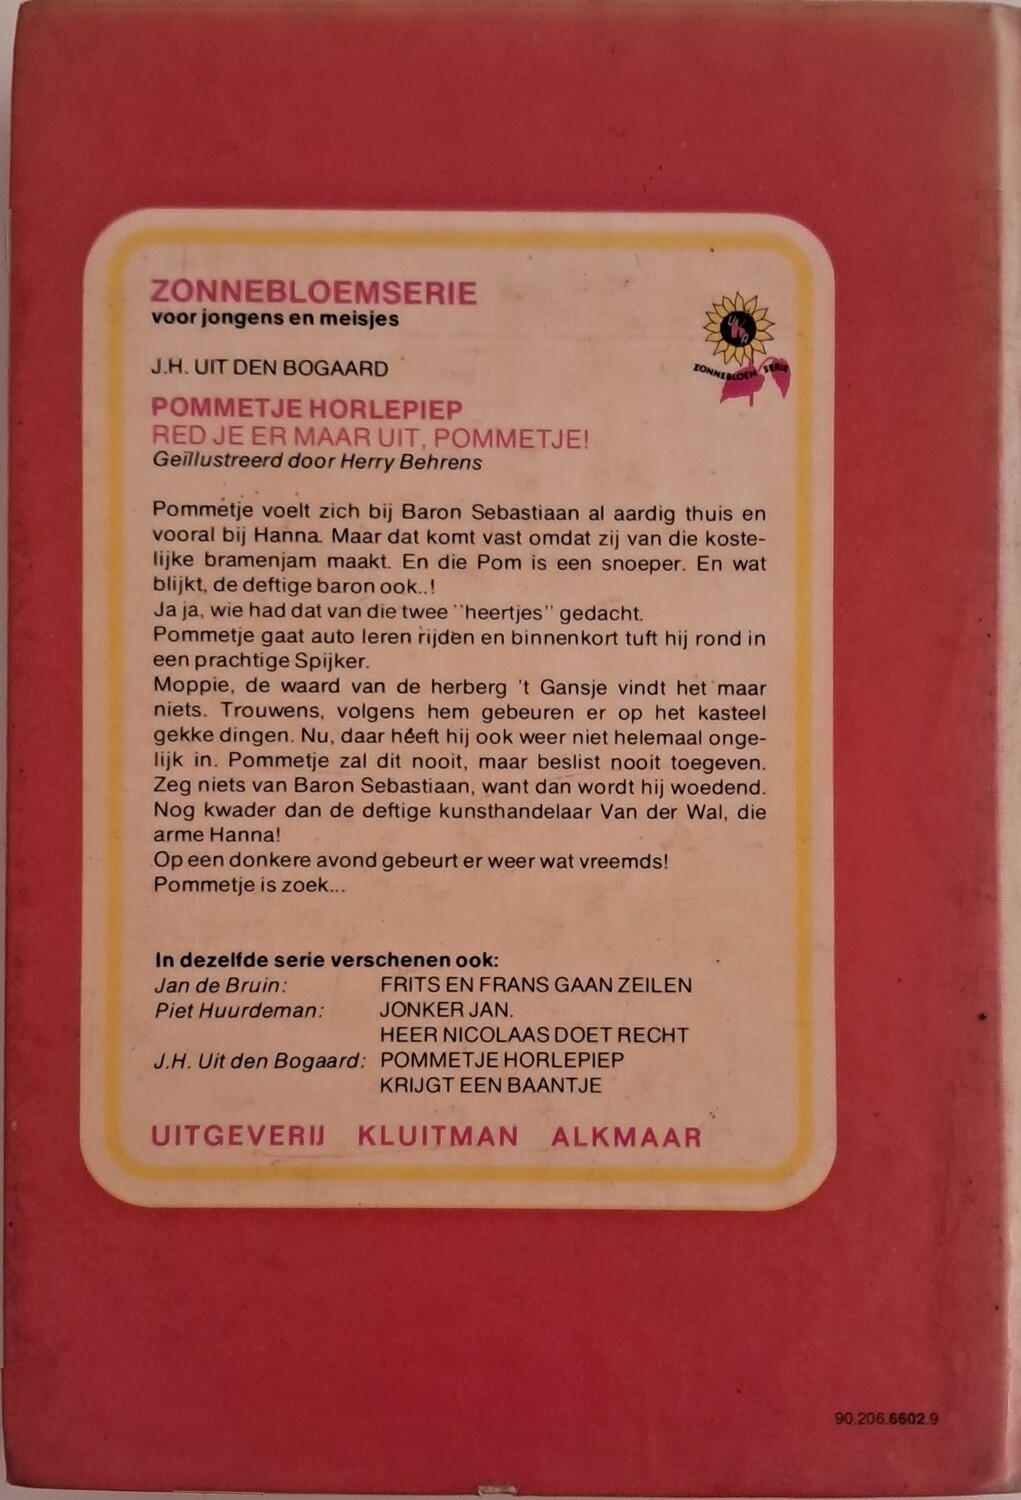 ZONNEBLOEMSERIE
voor jongens en meisjes
UKA
ZONNEBLOEM SERIE
J.H. UIT DEN BOGAARD
POMMETJE HORLEPIEP
RED JE ER MAAR UIT, POMMETJE!
Geïllustreerd door Herry Behrens
Pommetje voelt zich bij Baron Sebastiaan al aardig thuis en
vooral bij Hanna. Maar dat komt vast omdat zij van die koste-
lijke bramenjam maakt. En die Pom is een snoeper. En wat
blijkt, de deftige baron ook..!
Ja ja, wie had dat van die twee "heertjes" gedacht.
Pommetje gaat auto leren rijden en binnenkort tuft hij rond in
een prachtige Spijker.
Moppie, de waard van de herberg 't Gansje vindt het maar
niets. Trouwens, volgens hem gebeuren er op het kasteel
gekke dingen. Nu, daar heeft hij ook weer niet helemaal onge-
lijk in. Pommetje zal dit nooit, maar beslist nooit toegeven.
Zeg niets van Baron Sebastiaan, want dan wordt hij woedend.
Nog kwader dan de deftige kunsthandelaar Van der Wal, die
arme Hanna!
Op een donkere avond gebeurt er weer wat vreemds!
Pommetje is zoek...
In dezelfde serie verschenen ook:
Jan de Bruin: FRITS EN FRANS GAAN ZEILEN
Piet Huurdeman: JONKER JAN.
HEER NICOLAAS DOET RECHT
J.H. Uit den Bogaard: POMMETJE HORLEPIEP
KRIJGT EEN BAANTJE
UITGEVERIJ KLUITMAN ALKMAAR
90.206.6602.9